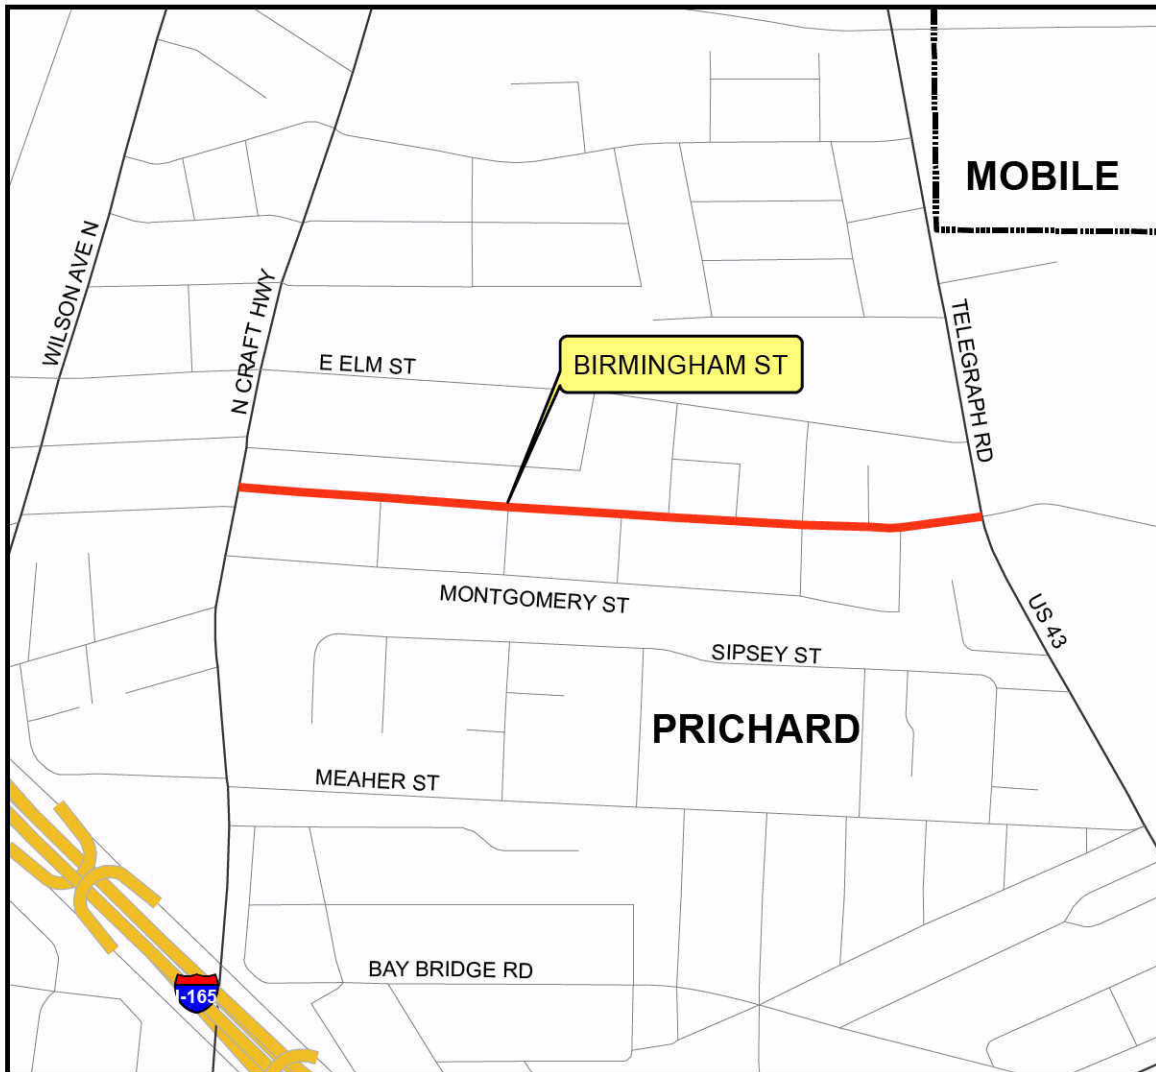 MOBILE
WILSON AVE N
N CRAFT HWY
TELEGRAPH RD
E ELM ST
BIRMINGHAM ST
MONTGOMERY ST
US 43
SIPSEY ST
PRICHARD
MEAHER ST
BAY BRIDGE RD
I-165